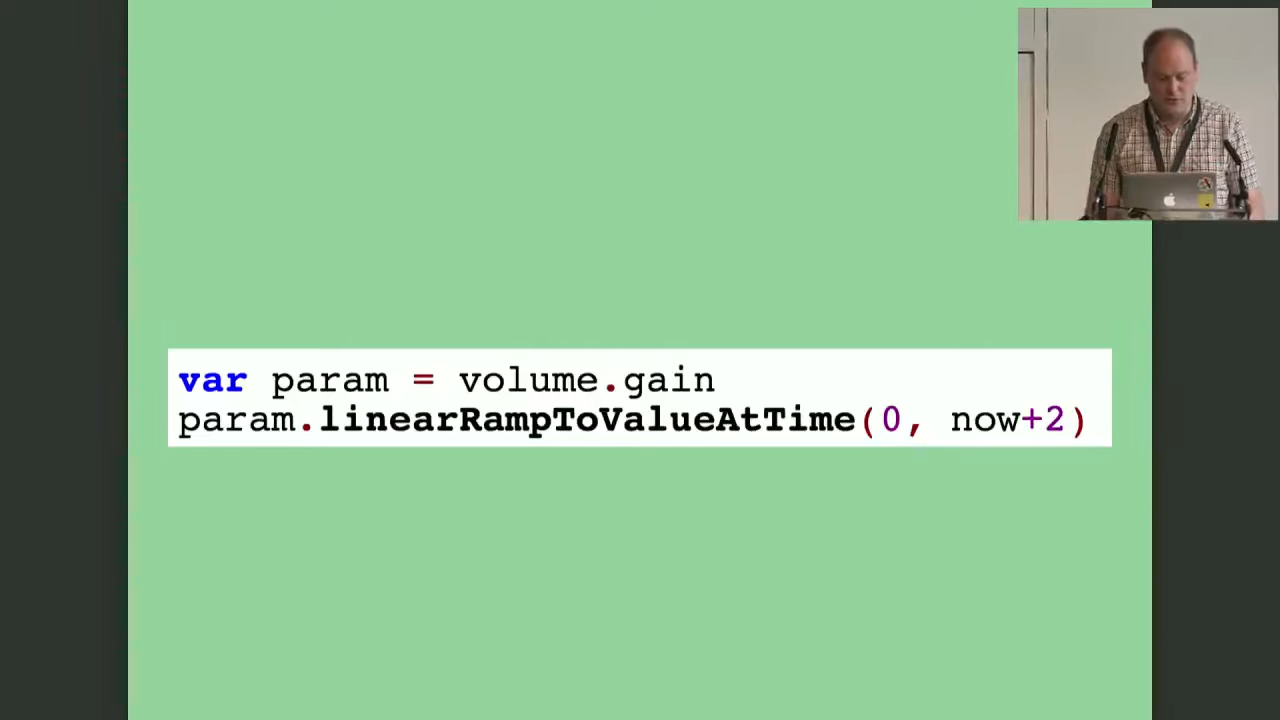 var param = volume.gain
param.linearRampToValueAtTime(0, now+2)